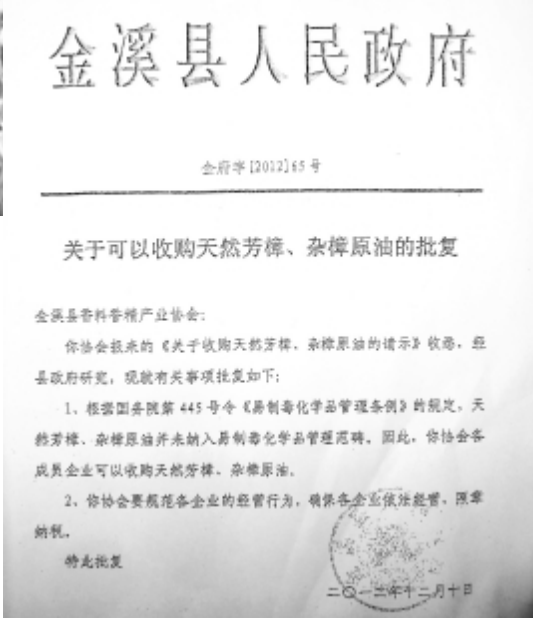 金溪县人民政府
金府字[2012]65号
关于可以收购天然芳樟、杂樟原油的批复
金溪县香料香精产业协会:
你协会报来的《关于收购天然芳樟、杂樟原油的请示》收悉。经
县政府研究，现就有关事项批复如下:
1、根据国务院第445号令《易制毒化学品管理条例》的规定，天
然芳樟、杂樟原油并未纳入易制毒化学品管理范畴。因此，你协会各
成员企业可以收购天然芳樟、杂樟原油。
2、你协会要规范各企业的经营行为，确保各企业依法经营、照章
纳税。
特此批复
二〇一二年十二月十日